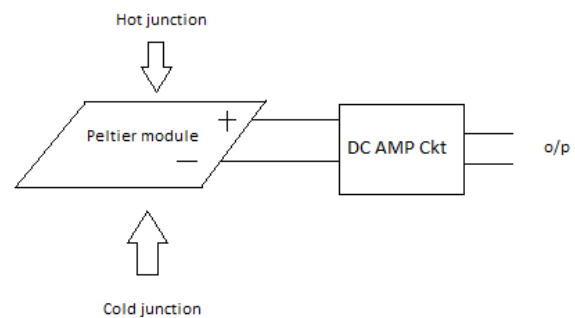 Hot junction
+
Peltier module
DC AMP Ckt
o/p
−
Cold junction